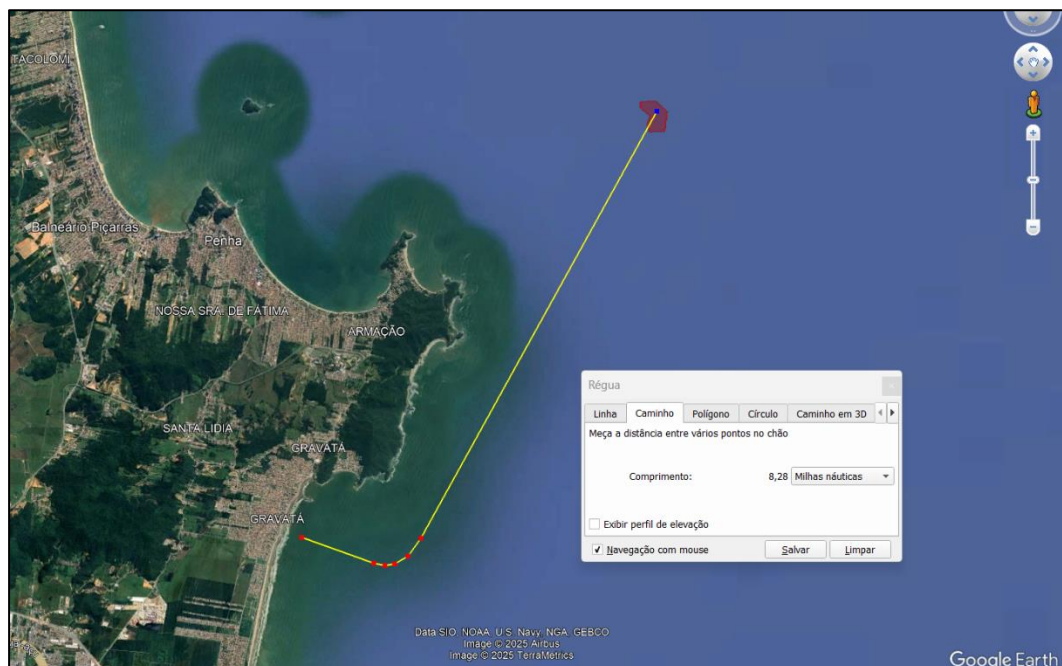 TACOLOMI
Balneário Piçarras
Penha
NOSSA SRA. DE FÁTIMA
ARMAÇÃO
SANTA LIDIA
GRAVATÁ
GRAVATÁ
Régua
Linha Caminho Polígono Círculo Caminho em 3D
Meça a distância entre vários pontos no chão
Comprimento: 8,28 Milhas náuticas
Exibir perfil de elevação
Navegação com mouse Salvar Limpar
Data SIO, NOAA, U.S. Navy, NGA, GEBCO
Image © 2025 Airbus
Image © 2025 TerraMetrics
Google Earth